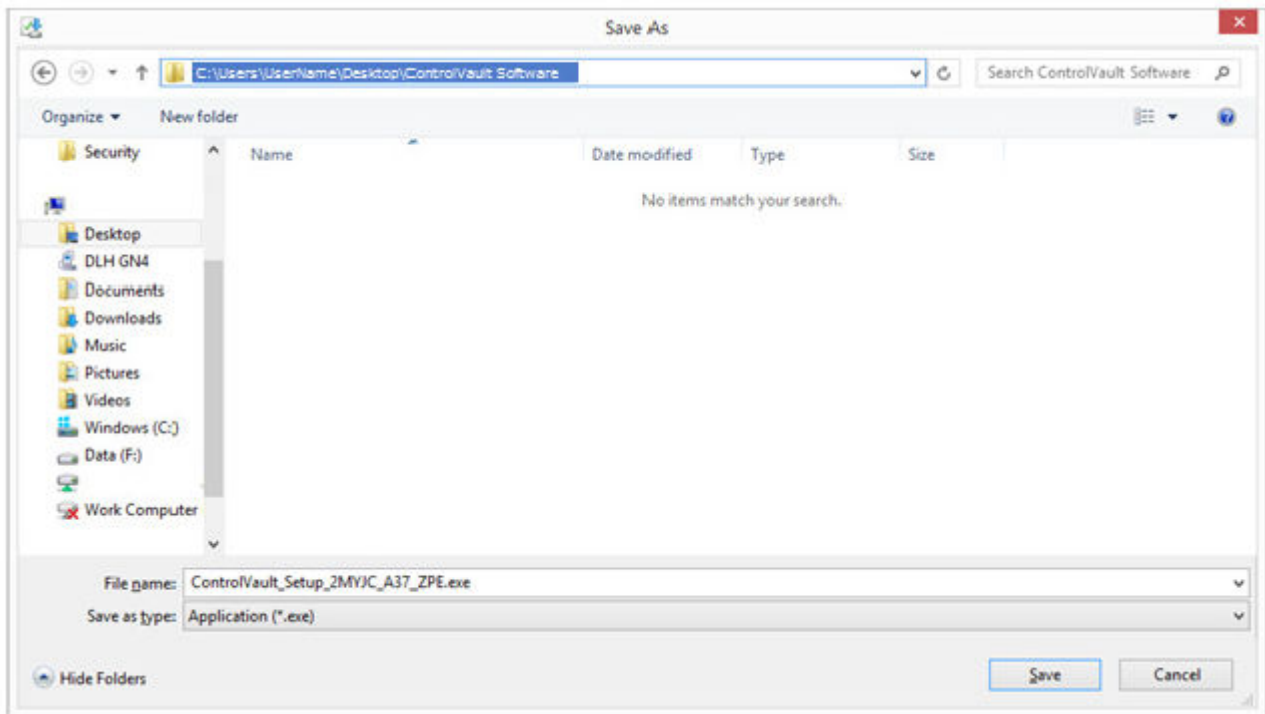 Save As
C:\Users\UserName\Desktop\ControlVault Software
Search ControlVault Software
Organize
New folder
Security
Name
Date modified
Type
Size
No items match your search.
Desktop
DLH GN4
Documents
Downloads
Music
Pictures
Videos
Windows (C:)
Data (F:)
Work Computer
File name: ControlVault_Setup_2MYJC_A37_ZPE.exe
Save as type: Application (*.exe)
Hide Folders
Save
Cancel